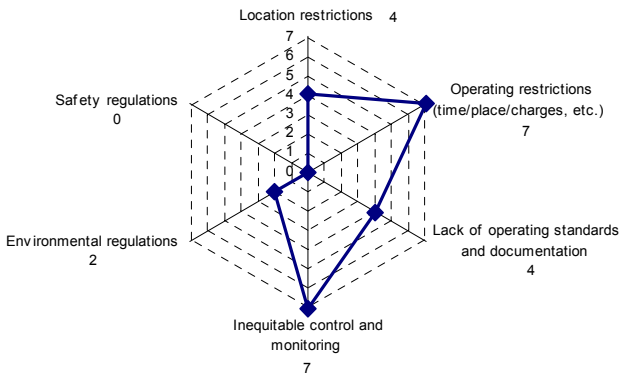 Location restrictions 4
7
6
5
4
3
2
1
0
Operating restrictions
(time/place/charges, etc.)
7
Safety regulations
0
Lack of operating standards
and documentation
4
Environmental regulations
2
Inequitable control and
monitoring
7